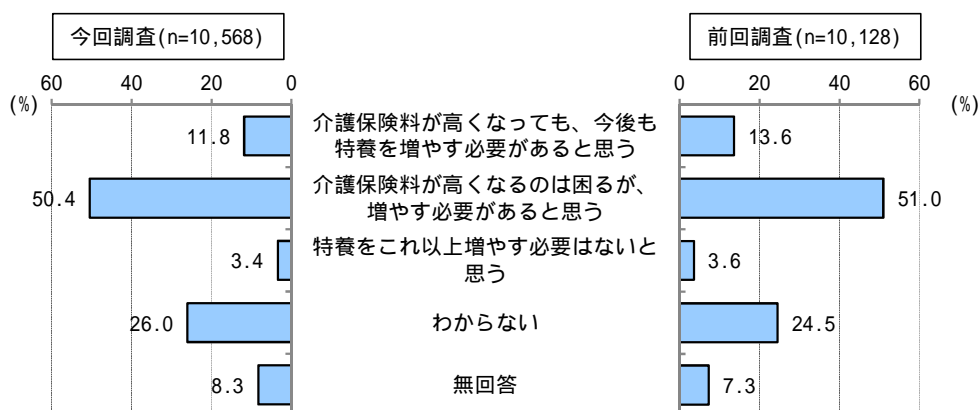 今回調査(n=10,568)
前回調査(n=10,128)
60 40 20 0
0 20 40 60
(%)
(%)
介護保険料が高くなっても、今後も
特養を増やす必要があると思う
11.8
13.6
介護保険料が高くなるのは困るが、
増やす必要があると思う
50.4
51.0
特養をこれ以上増やす必要はないと
思う
3.4
3.6
わからない
26.0
24.5
無回答
8.3
7.3